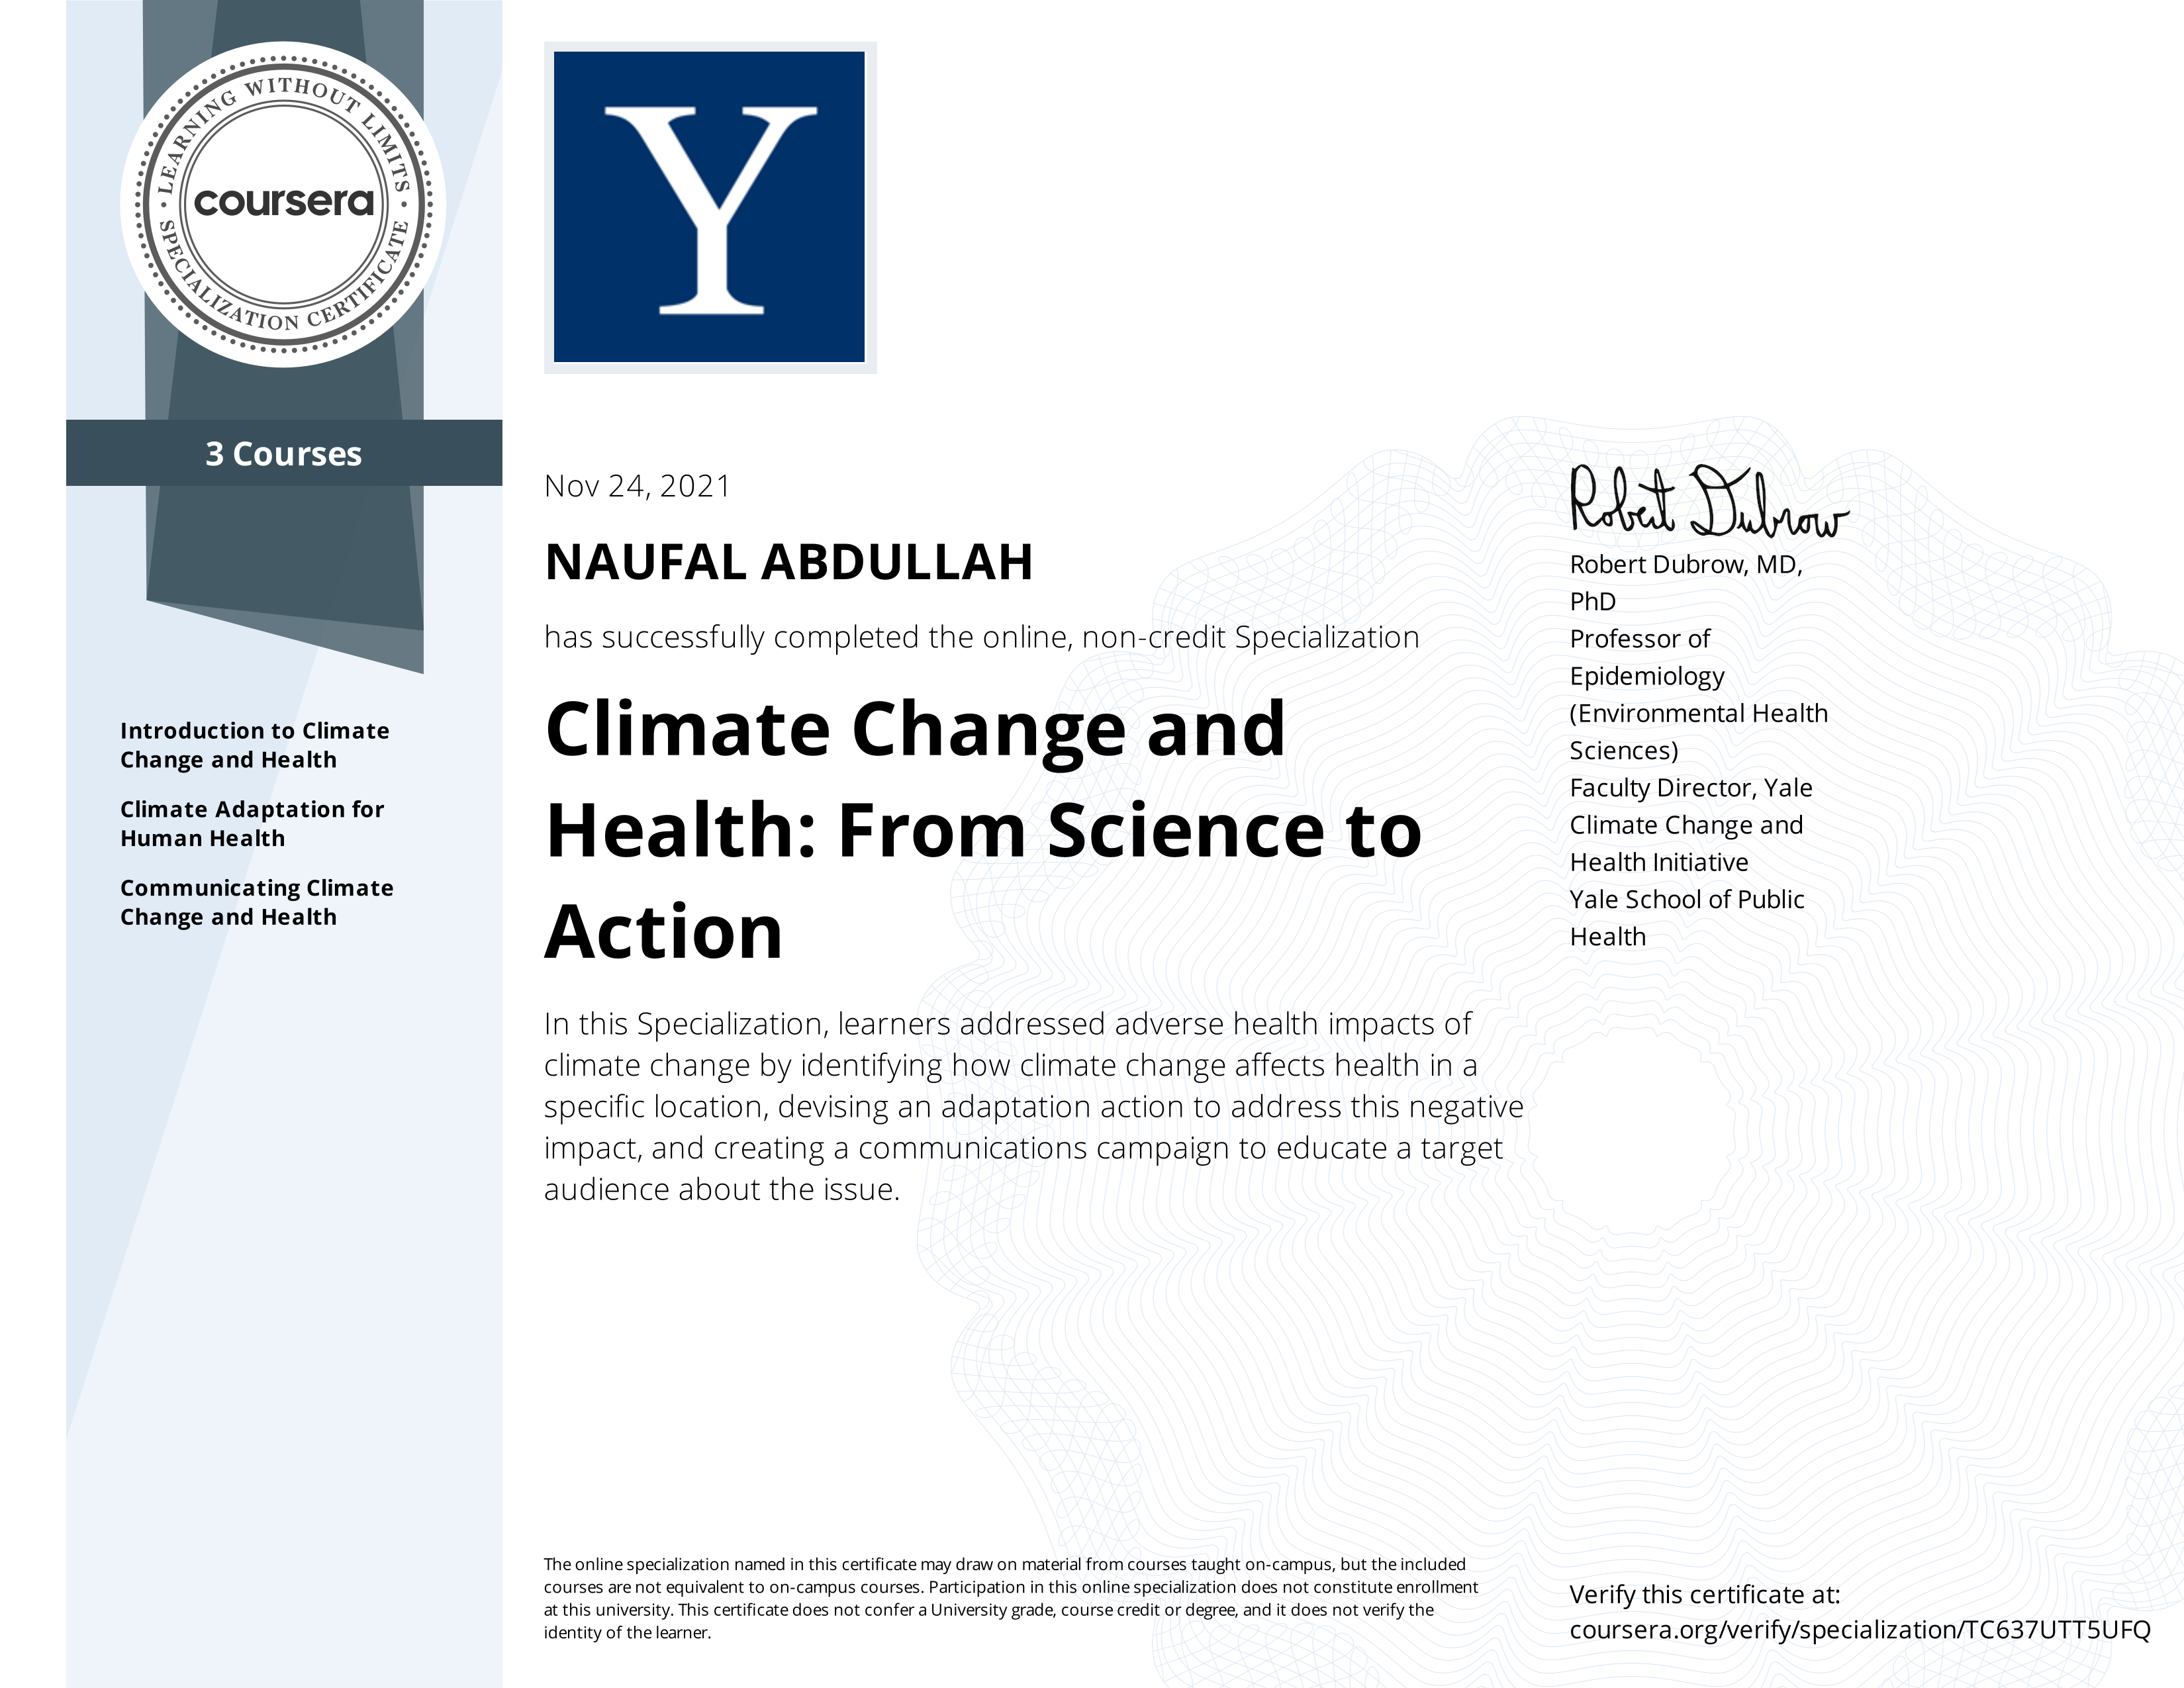 LEARNING WITHOUT LIMITS
coursera
SPECIALIZATION CERTIFICATE
3 Courses
Introduction to Climate
Change and Health
Climate Adaptation for
Human Health
Communicating Climate
Change and Health
Y
Nov 24, 2021
NAUFAL ABDULLAH
has successfully completed the online, non-credit Specialization
Climate Change and
Health: From Science to
Action
In this Specialization, learners addressed adverse health impacts of
climate change by identifying how climate change affects health in a
specific location, devising an adaptation action to address this negative
impact, and creating a communications campaign to educate a target
audience about the issue.
Robert Dubrow
Robert Dubrow, MD,
PhD
Professor of
Epidemiology
(Environmental Health
Sciences)
Faculty Director, Yale
Climate Change and
Health Initiative
Yale School of Public
Health
The online specialization named in this certificate may draw on material from courses taught on-campus, but the included
courses are not equivalent to on-campus courses. Participation in this online specialization does not constitute enrollment
at this university. This certificate does not confer a University grade, course credit or degree, and it does not verify the
identity of the learner.
Verify this certificate at:
coursera.org/verify/specialization/TC637UTT5UFQ